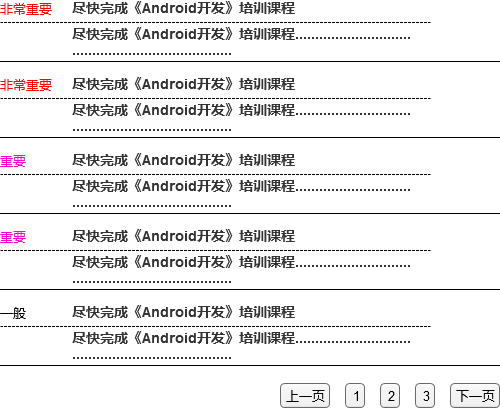 非常重要 尽快完成《Android开发》培训课程
尽快完成《Android开发》培训课程.............................
........................................
非常重要 尽快完成《Android开发》培训课程
尽快完成《Android开发》培训课程.............................
........................................
重要 尽快完成《Android开发》培训课程
尽快完成《Android开发》培训课程.............................
........................................
重要 尽快完成《Android开发》培训课程
尽快完成《Android开发》培训课程.............................
........................................
一般 尽快完成《Android开发》培训课程
尽快完成《Android开发》培训课程.............................
........................................
上一页 1 2 3 下一页